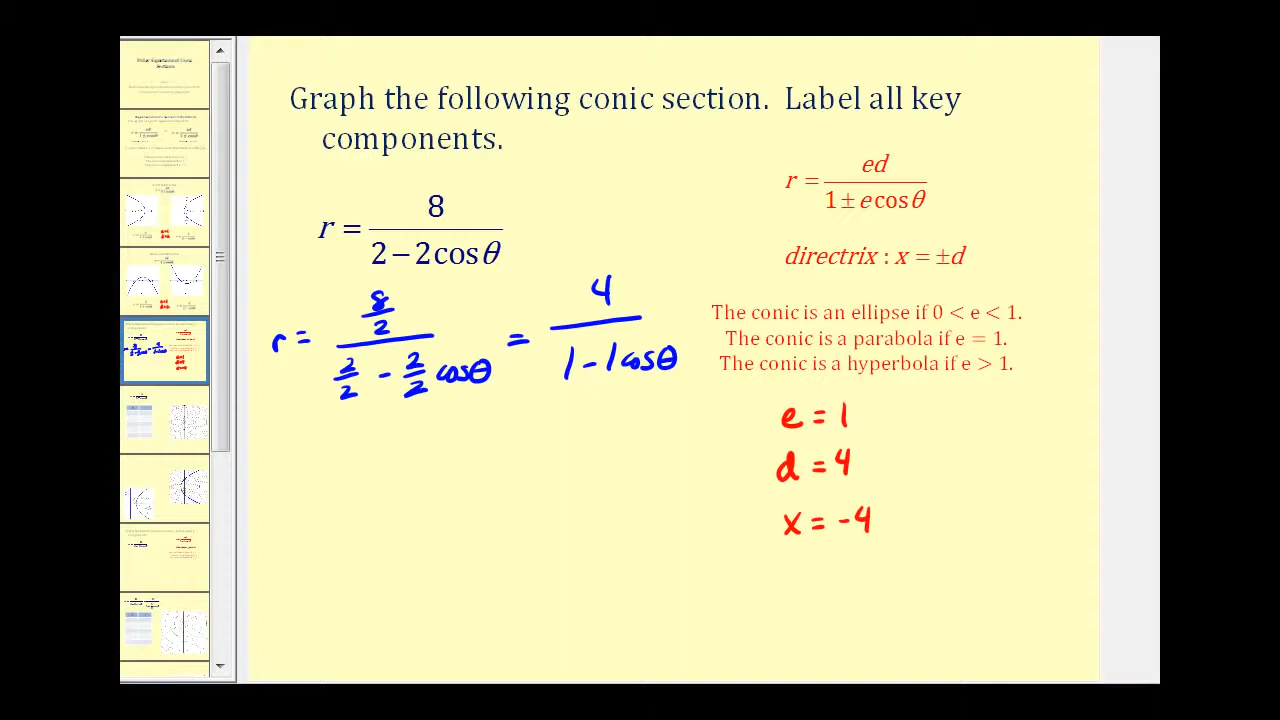 Graph the following conic section. Label all key
components.
r = 8 / (2 − 2cosθ)
r = ed / (1 ± e cosθ)
directrix : x = ±d
r = (8/2) / (2/2 − 2/2 cosθ) = 4 / (1 − 1cosθ)
The conic is an ellipse if 0 < e < 1.
The conic is a parabola if e = 1.
The conic is a hyperbola if e > 1.
e = 1
d = 4
x = -4